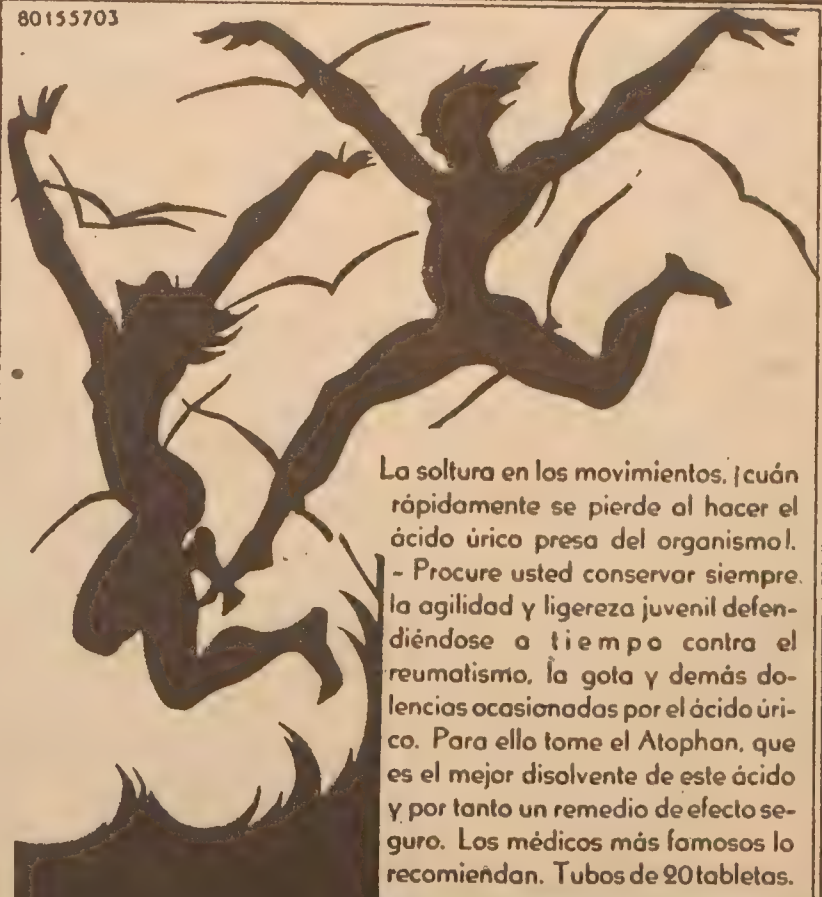 80155703
La soltura en los movimientos, ¡cuán
rápidamente se pierde al hacer el
ácido úrico presa del organismo!.
- Procure usted conservar siempre
la agilidad y ligereza juvenil defen-
diéndose a tiempo contra el
reumatismo, la gota y demás do-
lencias ocasionadas por el ácido úri-
co. Para ello tome el Atophan, que
es el mejor disolvente de este ácido
y por tanto un remedio de efecto se-
guro. Los médicos más famosos lo
recomiendan. Tubos de 20 tabletas.